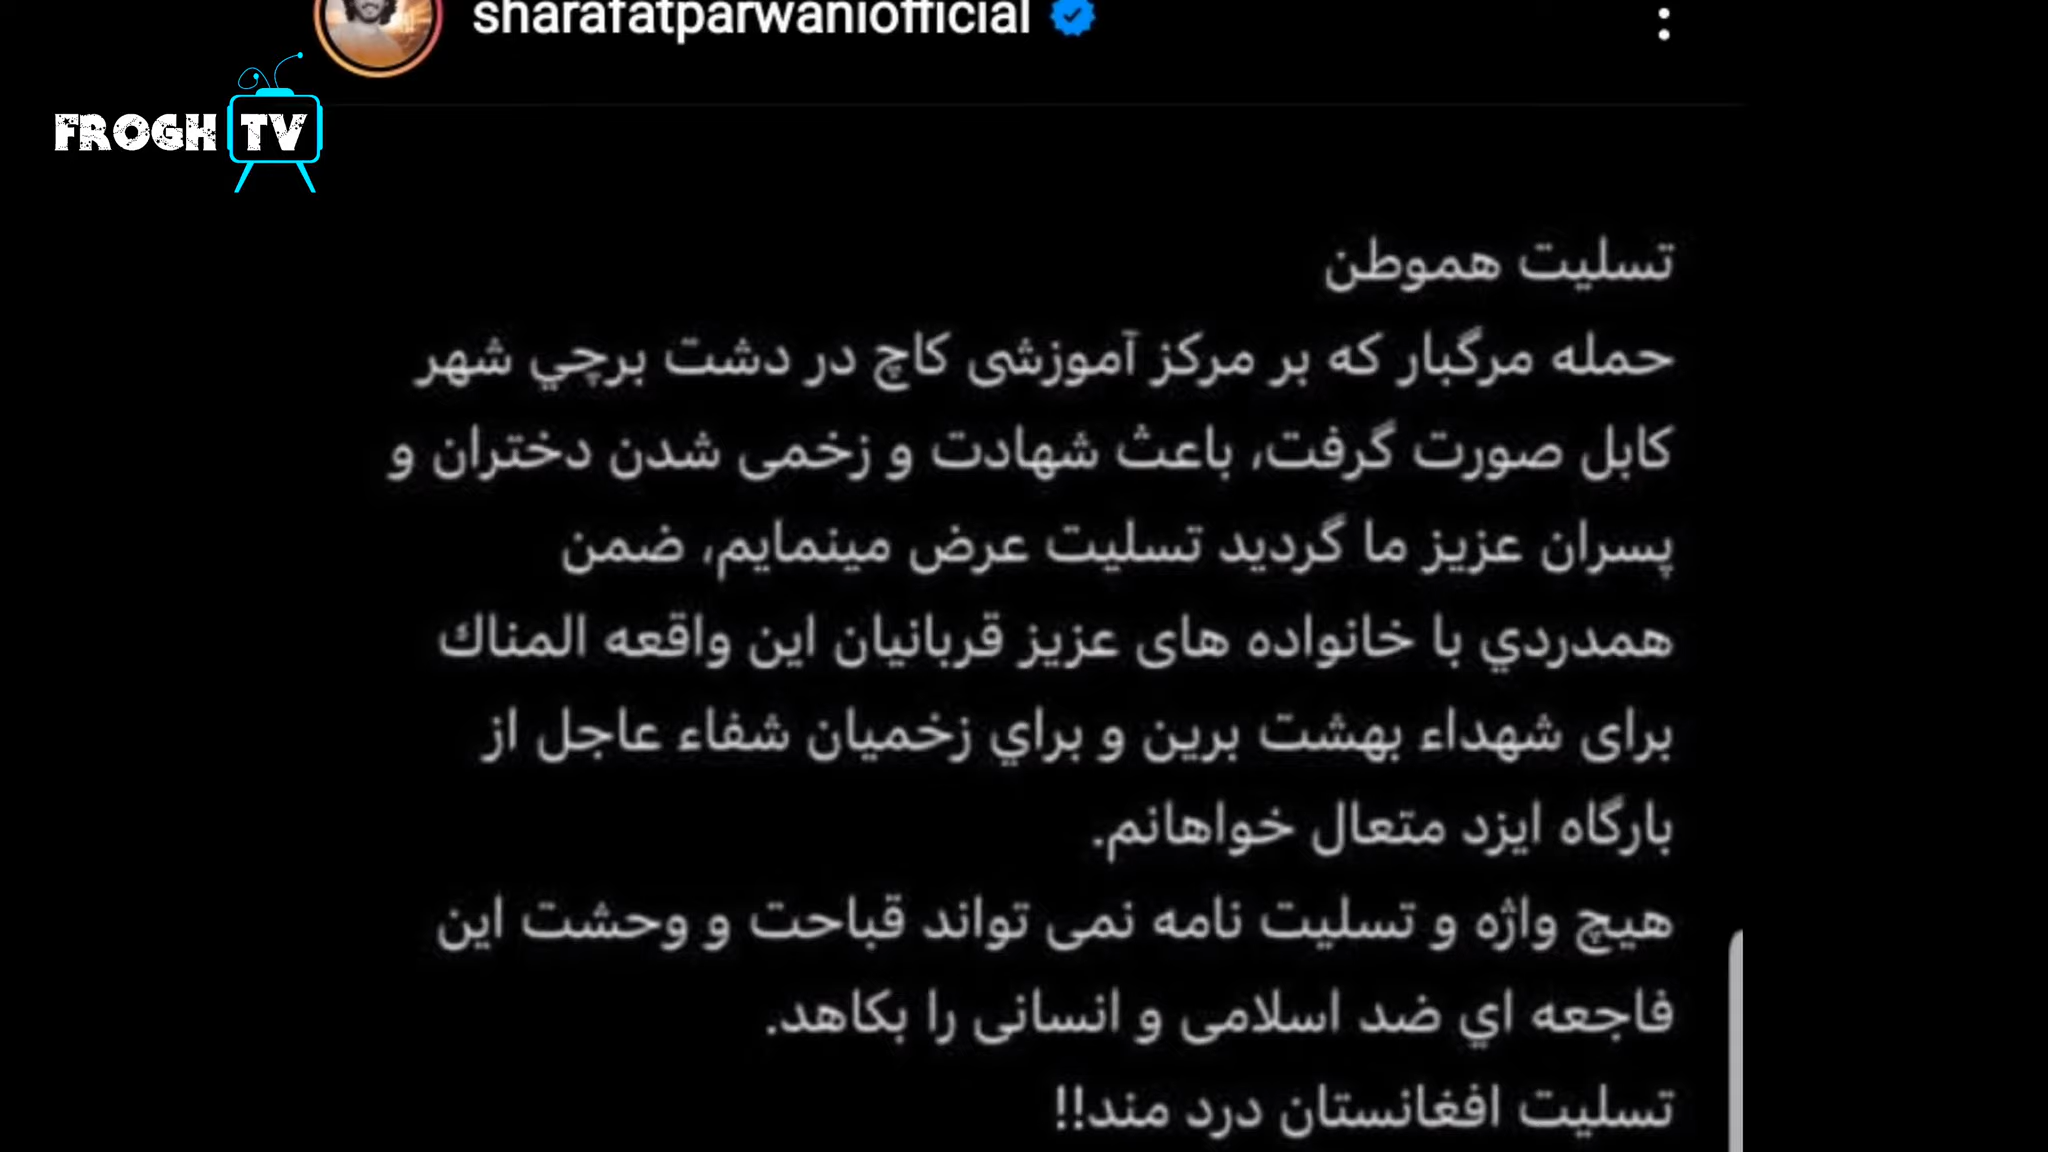 sharafatparwaniofficial
FROGH TV
تسلیت هموطن
حمله مرگبار که بر مرکز آموزشی کاج در دشت برچي شهر
کابل صورت گرفت، باعث شهادت و زخمی شدن دختران و
پسران عزیز ما گردید تسلیت عرض مینمایم، ضمن
همدردي با خانواده های عزیز قربانیان این واقعه المناك
برای شهداء بهشت برین و براي زخمیان شفاء عاجل از
بارگاه ایزد متعال خواهانم.
هیچ واژه و تسلیت نامه نمی تواند قباحت و وحشت این
فاجعه اي ضد اسلامی و انسانی را بکاهد.
تسلیت افغانستان درد مند!!